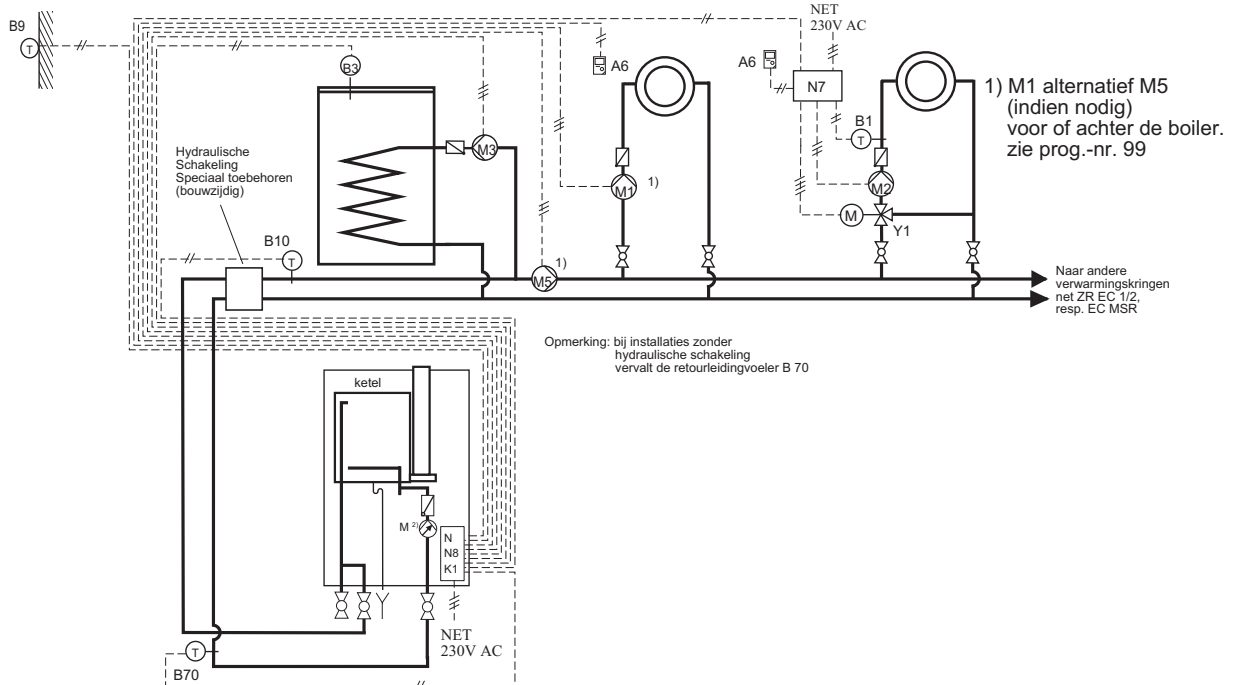 B9
T
B3
A6
NET
230V AC
A6
N7
B1
T
1) M1 alternatief M5
(indien nodig)
voor of achter de boiler.
zie prog.-nr. 99
Hydraulische
Schakeling
Speciaal toebehoren
(bouwzijdig)
M3
M1
1)
M2
M
Y1
B10
T
M5
1)
Naar andere
verwarmingskringen
net ZR EC 1/2,
resp. EC MSR
Opmerking: bij installaties zonder
hydraulische schakeling
vervalt de retourleidingvoeler B 70
ketel
M 2)
N
N8
K1
NET
230V AC
T
B70